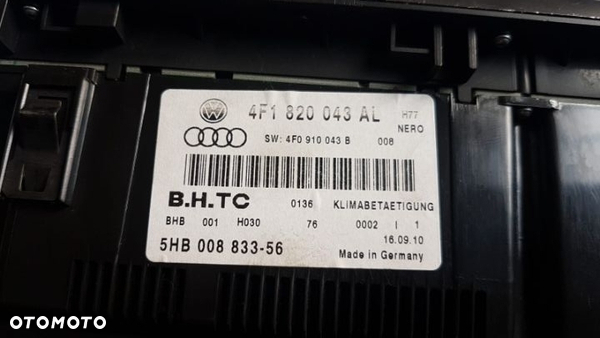 4F1 820 043 AL H77
NERO
SW: 4F0 910 043 B 008
B.H.TC 0136 KLIMABETAETIGUNG
BHB 001 H030 76 0002 I 1
16.09.10
5HB 008 833-56 Made in Germany
OTOMOTO